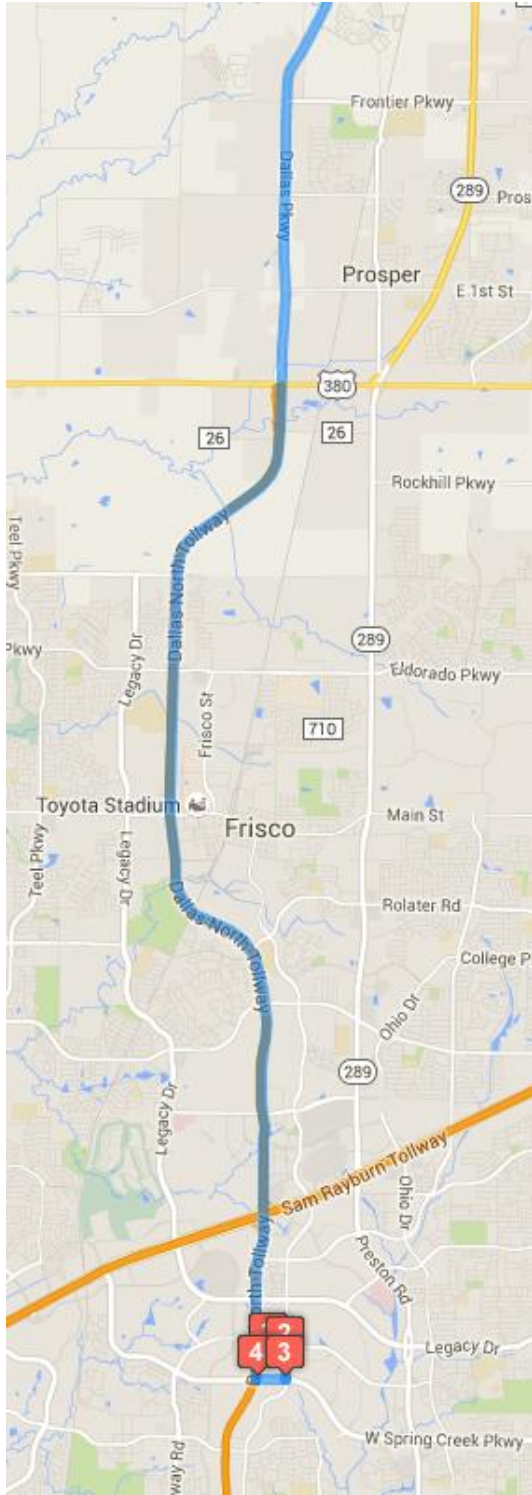 Frontier Pkwy
Dallas Pkwy
289
Pros
Prosper
E 1st St
380
26
26
Rockhill Pkwy
Teel Pkwy
Dallas North Tollway
289
Pkwy
Legacy Dr
Eldorado Pkwy
Frisco St
710
Toyota Stadium
Main St
Frisco
Teel Pkwy
Legacy Dr
Rolater Rd
Dallas North Tollway
College P
Ohio Dr
289
Legacy Dr
Sam Rayburn Tollway
Ohio Dr
orth Tollway
Preston Rd
2
4
3
Legacy Dr
W Spring Creek Pkwy
way Rd